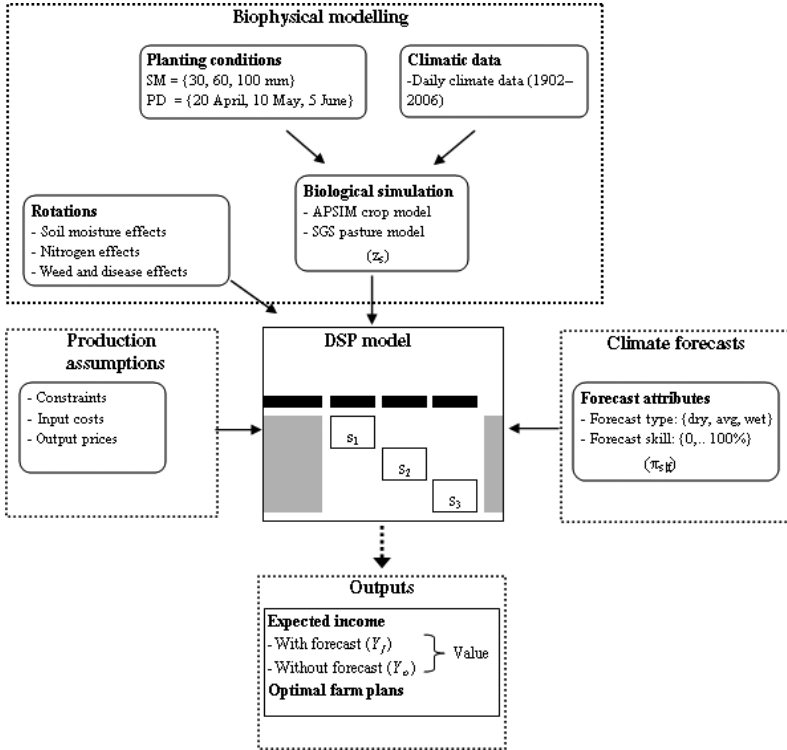 Biophysical modelling
Planting conditions
SM = {30, 60, 100 mm}
PD = {20 April, 10 May, 5 June}
Climatic data
-Daily climate data (1902–
2006)
Biological simulation
- APSIM crop model
- SGS pasture model
(zₛ)
Rotations
- Soil moisture effects
- Nitrogen effects
- Weed and disease effects
Production
assumptions
- Constraints
- Input costs
- Output prices
DSP model
s₁
s₂
s₃
Climate forecasts
Forecast attributes
- Forecast type: {dry, avg, wet}
- Forecast skill: {0,.. 100%}
(π_s|f)
Outputs
Expected income
- With forecast (Y_f)
- Without forecast (Yₒ)
Value
Optimal farm plans